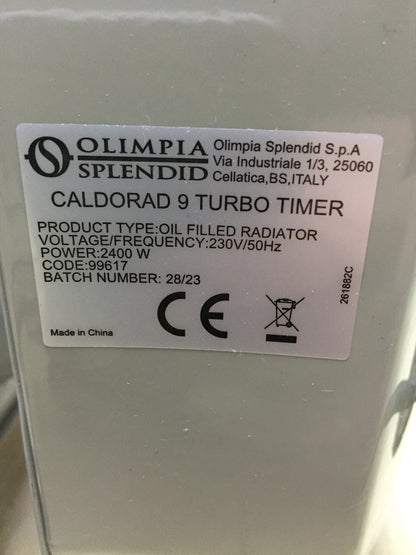 OLIMPIA
SPLENDID
Olimpia Splendid S.p.A
Via Industriale 1/3, 25060
Cellatica,BS,ITALY
CALDORAD 9 TURBO TIMER
PRODUCT TYPE:OIL FILLED RADIATOR
VOLTAGE/FREQUENCY:230V/50Hz
POWER:2400 W
CODE:99617
BATCH NUMBER: 28/23
CE
Made in China
261882C